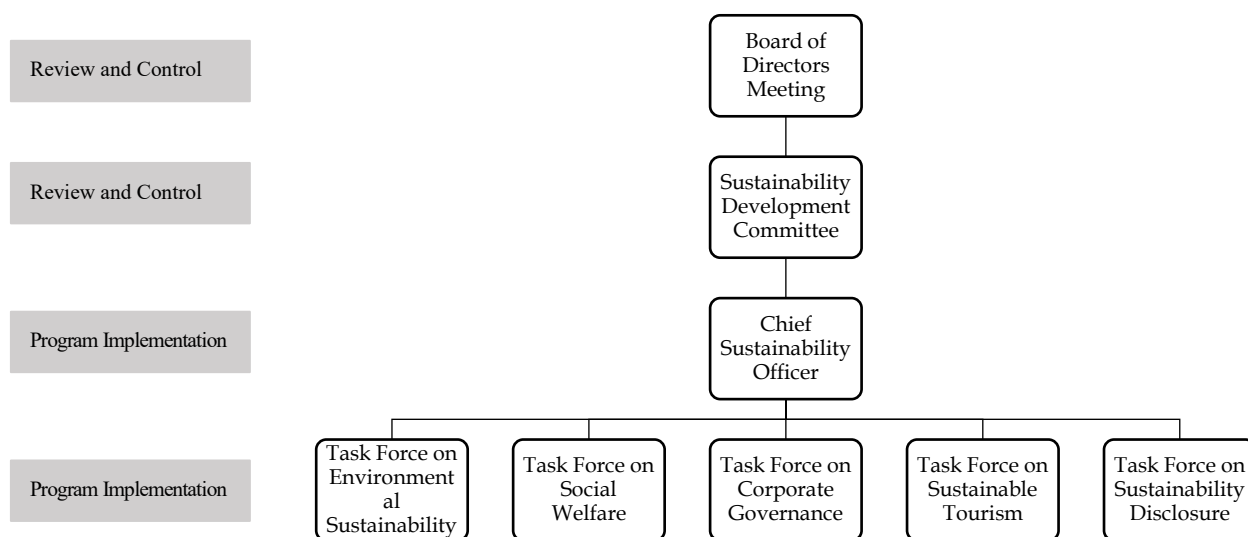 Review and Control
Board of
Directors
Meeting
Review and Control
Sustainability
Development
Committee
Program Implementation
Chief
Sustainability
Officer
Program Implementation
Task Force on
Environment
al
Sustainability
Task Force on
Social
Welfare
Task Force on
Corporate
Governance
Task Force on
Sustainable
Tourism
Task Force on
Sustainability
Disclosure